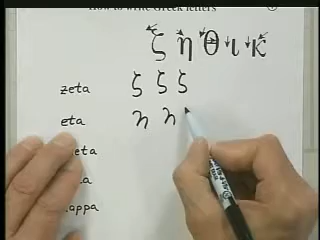 How to write Greek letters
ζ η θ ι κ
zeta ζ ζ ζ
eta η η